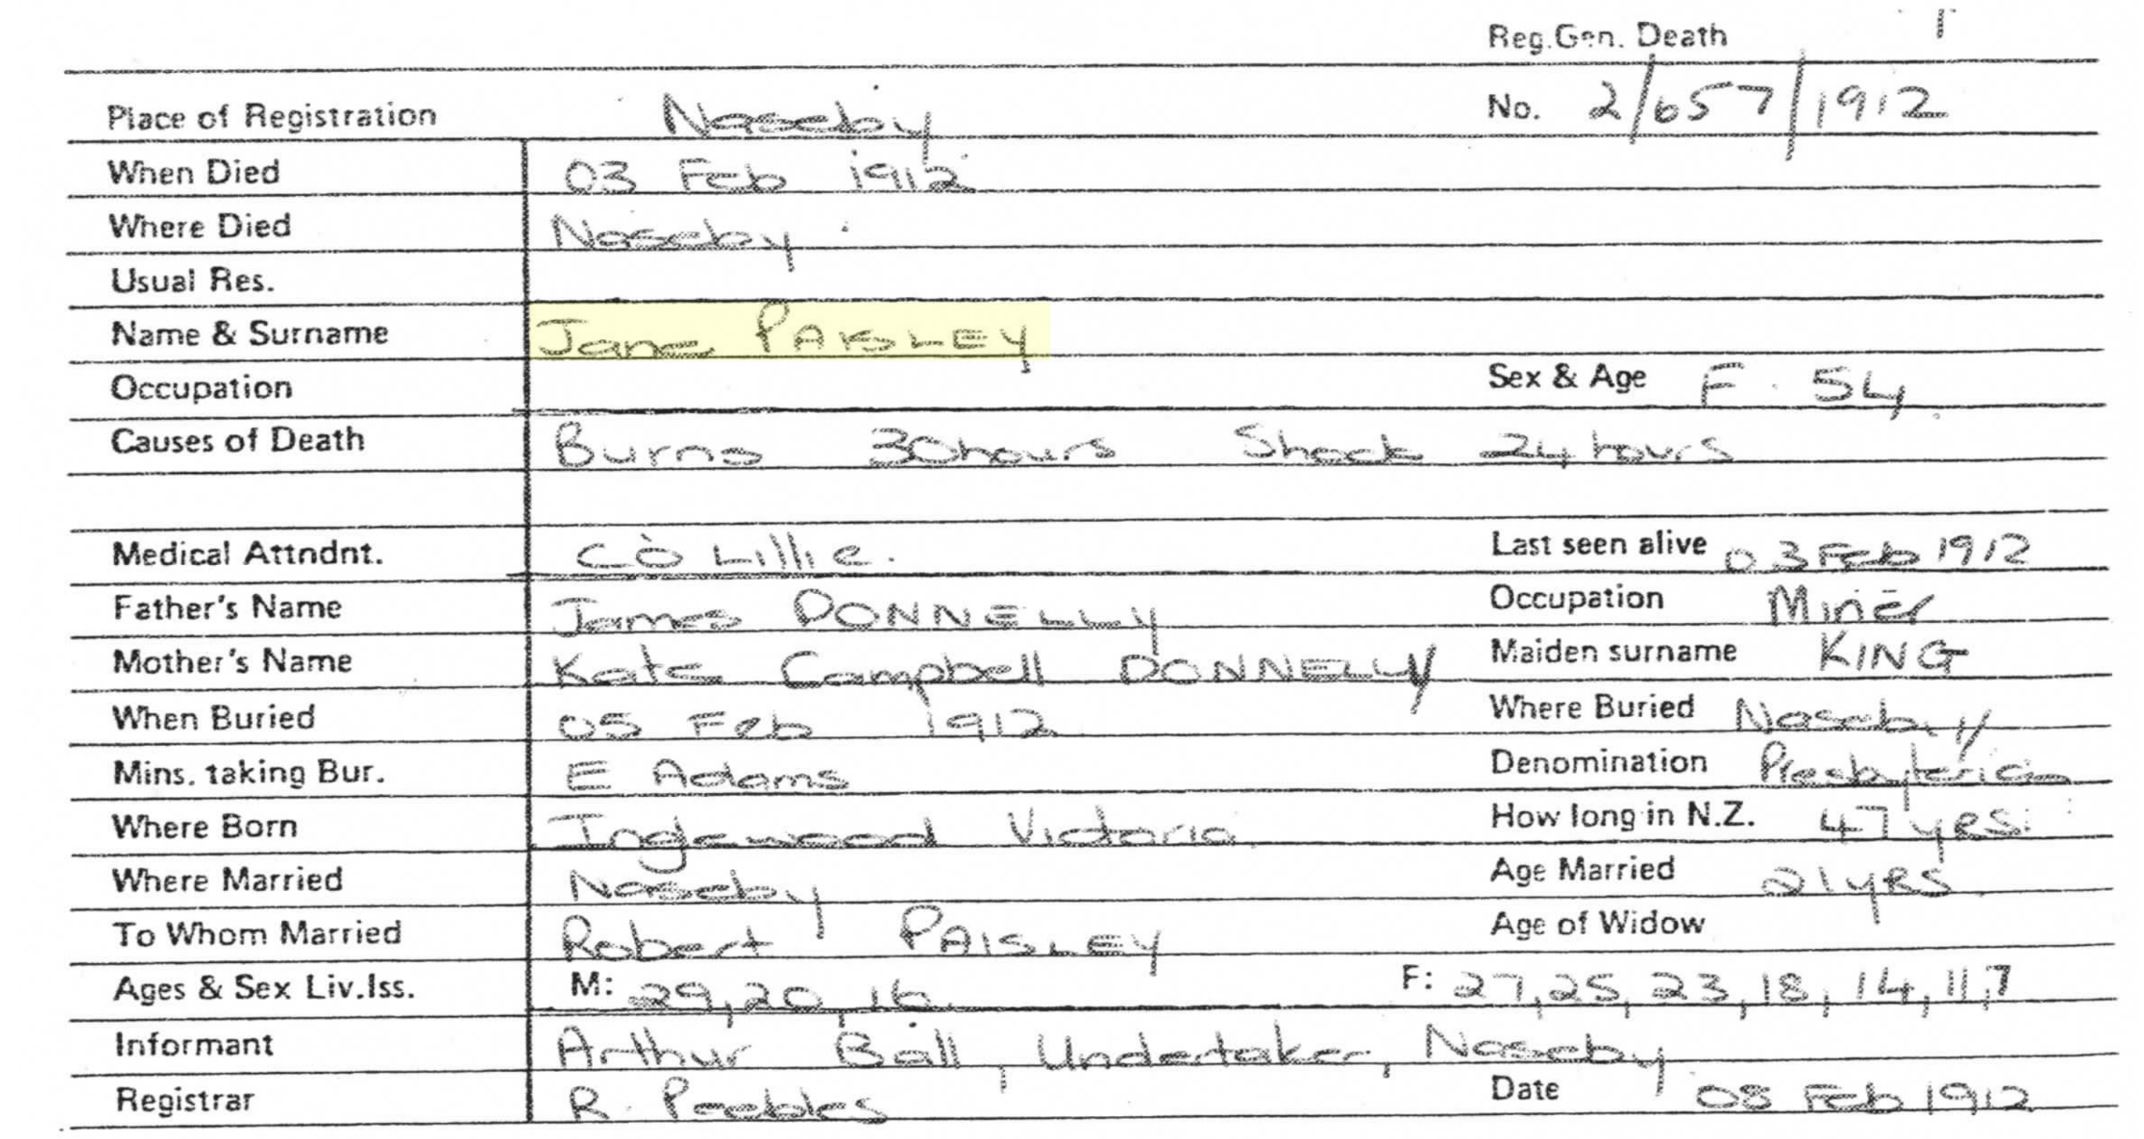 Reg.Gen. Death
Place of Registration Naseby No. 2/657/1912
When Died 03 Feb 1912
Where Died Naseby
Usual Res.
Name & Surname Jane PAISLEY
Occupation Sex & Age F 54
Causes of Death Burns 30hours Shock 24 hours
Medical Attndnt. CO Lillie. Last seen alive 03 Feb 1912
Father's Name James DONNELLY Occupation Miner
Mother's Name Kate Campbell DONNELLY Maiden surname KING
When Buried 05 Feb 1912 Where Buried Naseby
Mins. taking Bur. E Adams Denomination Presbyterian
Where Born Inglewood Victoria How long in N.Z. 47 yrs.
Where Married Naseby Age Married 21 yrs
To Whom Married Robert PAISLEY Age of Widow
Ages & Sex Liv.Iss. M: 29, 20, 16 F: 27, 25, 23, 18, 14, 11, 7
Informant Arthur Ball, Undertaker, Naseby
Registrar R. Peebles Date 08 Feb 1912